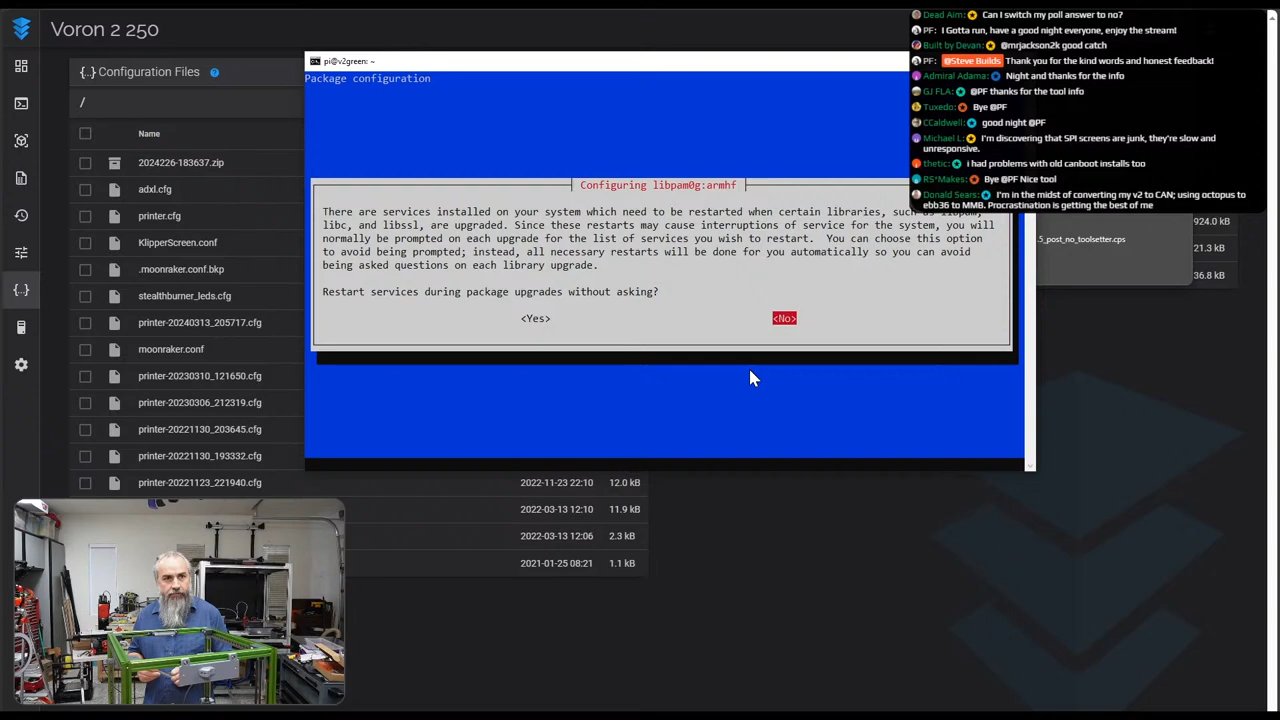 Voron 2 250
{..} Configuration Files
/
Name
2024226-183637.zip
adxl.cfg
printer.cfg
KlipperScreen.conf
.moonraker.conf.bkp
stealthburner_leds.cfg
printer-20240313_205717.cfg
moonraker.conf
printer-20230310_121650.cfg
printer-20230306_212319.cfg
printer-20221130_203645.cfg
printer-20221130_193332.cfg
printer-20221123_221940.cfg
2022-11-23 22:10 12.0 kB
2022-03-13 12:10 11.9 kB
2022-03-13 12:06 2.3 kB
2021-01-25 08:21 1.1 kB
pi@v2green: ~
Package configuration
Configuring libpam0g:armhf
There are services installed on your system which need to be restarted when certain libraries, such as libpam,
libc, and libssl, are upgraded. Since these restarts may cause interruptions of service for the system, you will
normally be prompted on each upgrade for the list of services you wish to restart. You can choose this option
to avoid being prompted; instead, all necessary restarts will be done for you automatically so you can avoid
being asked questions on each library upgrade.
Restart services during package upgrades without asking?
<Yes> <No>
Dead Aim: Can I switch my poll answer to no?
PF: I Gotta run, have a good night everyone, enjoy the stream!
Built by Devan: @mrjackson2k good catch
PF: @Steve Builds Thank you for the kind words and honest feedback!
Admiral Adama: Night and thanks for the info
GJ FLA: @PF thanks for the tool info
Tuxedo: Bye @PF
CCaldwell: good night @PF
Michael L: I'm discovering that SPI screens are junk, they're slow and
unresponsive.
thetic: i had problems with old canboot installs too
RS*Makes: Bye @PF Nice tool
Donald Sears: I'm in the midst of converting my v2 to CAN; using octopus to
ebb36 to MMB. Procrastination is getting the best of me
924.0 kB
.5_post_no_toolsetter.cps
21.3 kB
36.8 kB